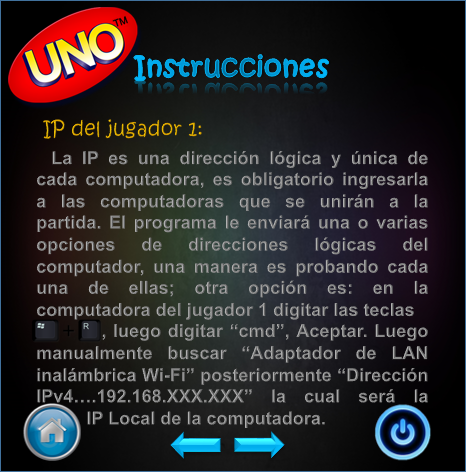 UNO™
Instrucciones
IP del jugador 1:
La IP es una dirección lógica y única de
cada computadora, es obligatorio ingresarla
a las computadoras que se unirán a la
partida. El programa le enviará una o varias
opciones de direcciones lógicas del
computador, una manera es probando cada
una de ellas; otra opción es: en la
computadora del jugador 1 digitar las teclas
+ R, luego digitar “cmd”, Aceptar. Luego
manualmente buscar “Adaptador de LAN
inalámbrica Wi-Fi” posteriormente “Dirección
IPv4….192.168.XXX.XXX” la cual será la
IP Local de la computadora.